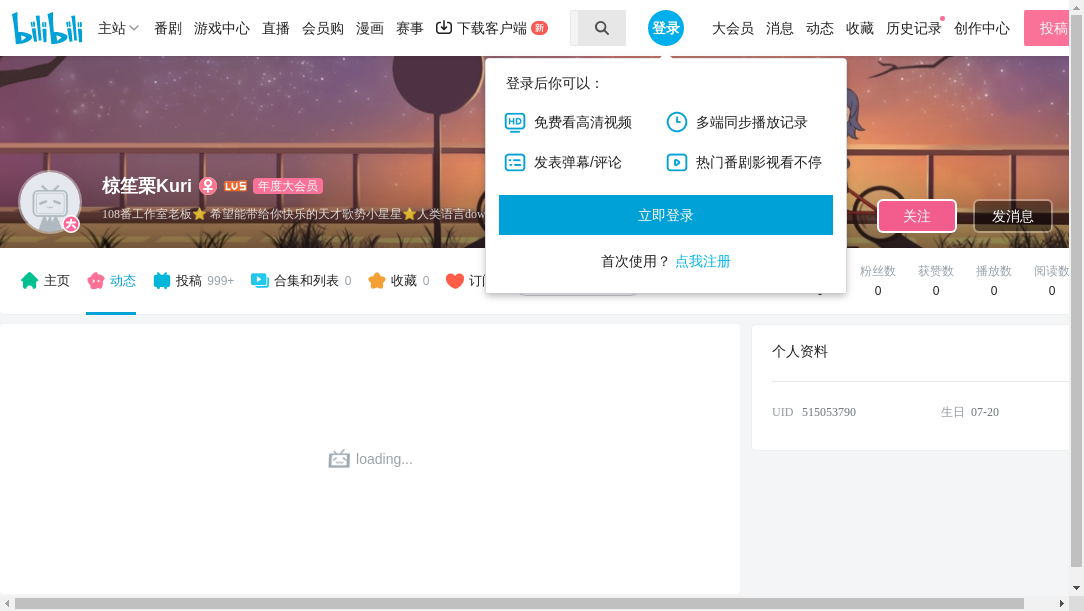 bilibili 主站 番剧 游戏中心 直播 会员购 漫画 赛事 下载客户端 新 登录 大会员 消息 动态 收藏 历史记录 创作中心 投稿
登录后你可以：
HD 免费看高清视频 多端同步播放记录
发表弹幕/评论 热门番剧影视看不停
立即登录
首次使用？ 点我注册
椋笙栗Kuri LV5 年度大会员
108番工作室老板⭐ 希望能带给你快乐的天才歌势小星星⭐人类语言dow
大
关注 发消息
主页 动态 投稿 999+ 合集和列表 0 收藏 0
粉丝数 获赞数 播放数 阅读数
0 0 0 0
个人资料
UID 515053790 生日 07-20
loading...